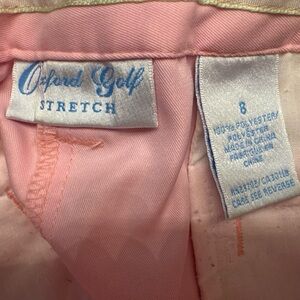 Oxford Golf
STRETCH
8
100% POLYESTER/
POLYESTER
MADE IN CHINA
FABRIQUE EN
CHINE
CARE SEE REVERSE